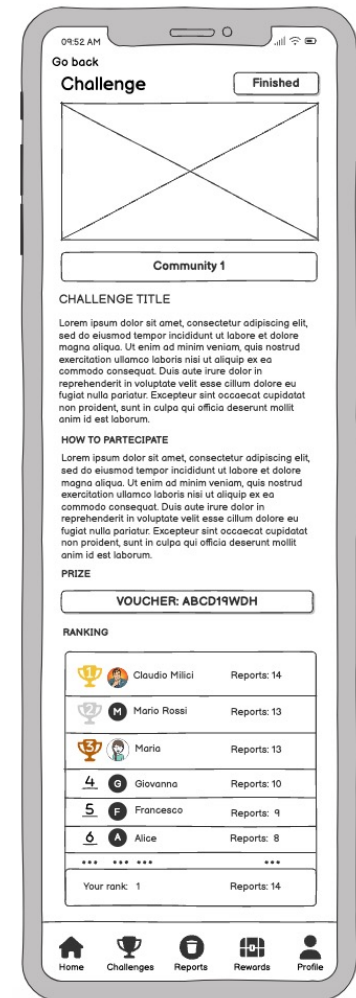 09:52 AM
Go back
Challenge
Finished
Community 1
CHALLENGE TITLE
Lorem ipsum dolor sit amet, consectetur adipiscing elit,
sed do eiusmod tempor incididunt ut labore et dolore
magna aliqua. Ut enim ad minim veniam, quis nostrud
exercitation ullamco laboris nisi ut aliquip ex ea
commodo consequat. Duis aute irure dolor in
reprehenderit in voluptate velit esse cillum dolore eu
fugiat nulla pariatur. Excepteur sint occaecat cupidatat
non proident, sunt in culpa qui officia deserunt mollit
anim id est laborum.
HOW TO PARTECIPATE
Lorem ipsum dolor sit amet, consectetur adipiscing elit,
sed do eiusmod tempor incididunt ut labore et dolore
magna aliqua. Ut enim ad minim veniam, quis nostrud
exercitation ullamco laboris nisi ut aliquip ex ea
commodo consequat. Duis aute irure dolor in
reprehenderit in voluptate velit esse cillum dolore eu
fugiat nulla pariatur. Excepteur sint occaecat cupidatat
non proident, sunt in culpa qui officia deserunt mollit
anim id est laborum.
PRIZE
VOUCHER: ABCD19WDH
RANKING
1 Claudio Milici Reports: 14
2 M Mario Rossi Reports: 13
3 Maria Reports: 13
4 G Giovanna Reports: 10
5 F Francesco Reports: 9
6 A Alice Reports: 8
... ... ... ...
Your rank: 1 Reports: 14
Home Challenges Reports Rewards Profile